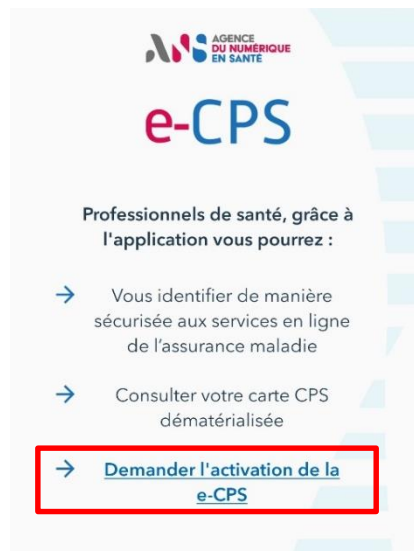 ANS
AGENCE
DU NUMÉRIQUE
EN SANTÉ
e-CPS
Professionnels de santé, grâce à
l'application vous pourrez :
→ Vous identifier de manière
sécurisée aux services en ligne
de l'assurance maladie
→ Consulter votre carte CPS
dématérialisée
→ Demander l'activation de la
e-CPS